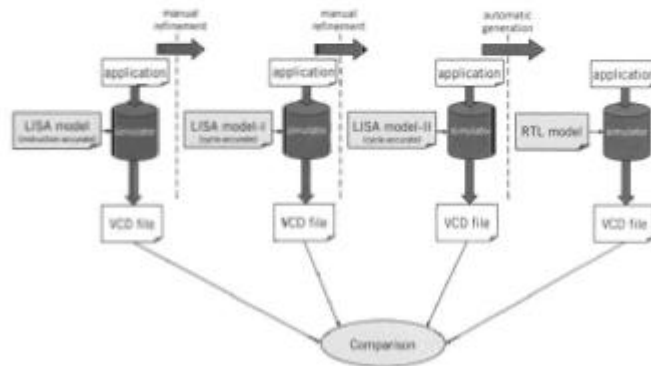 manual
refinement
manual
refinement
automatic
generation
application
application
application
application
LISA model
(instruction-accurate)
simulator
LISA model-I
(cycle-accurate)
simulator
LISA model-II
(cycle-accurate)
simulator
RTL model
simulator
VCD file
VCD file
VCD file
VCD file
Comparison